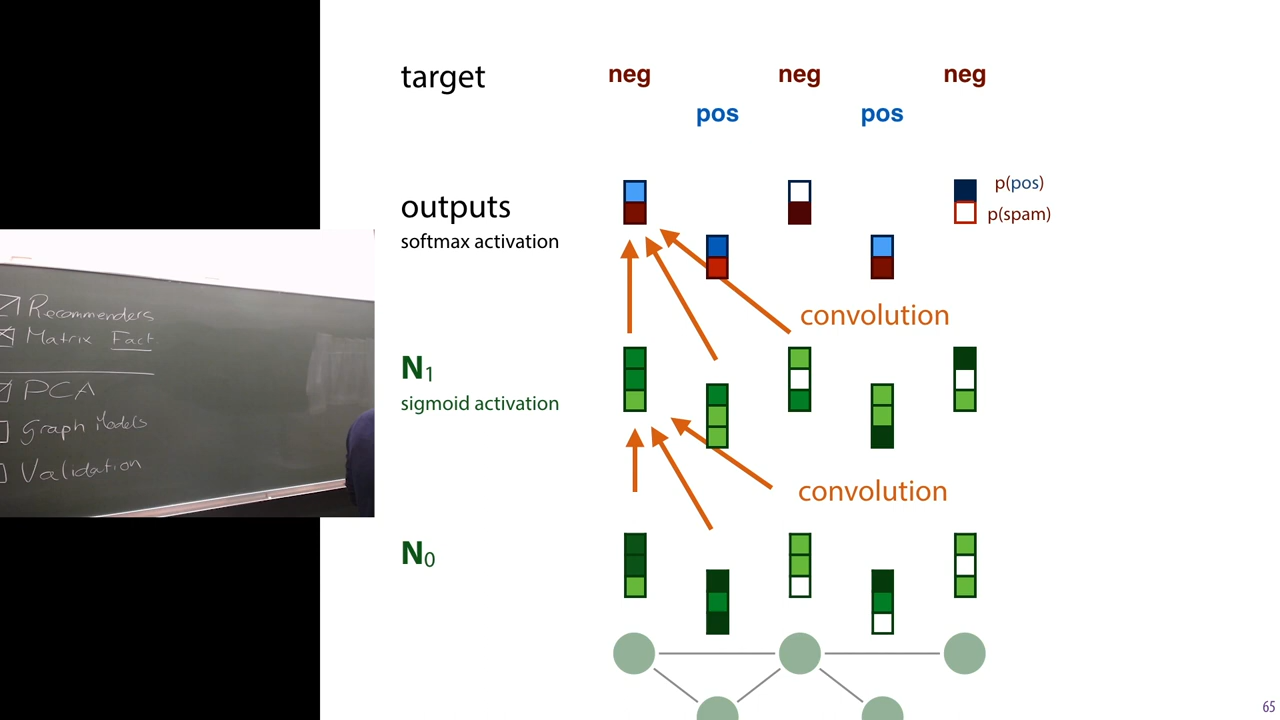 target
neg
neg
neg
pos
pos
outputs
softmax activation
p(pos)
p(spam)
convolution
N1
sigmoid activation
convolution
N0
65
Recommenders
Matrix Fact.
PCA
Graph Models
Validation